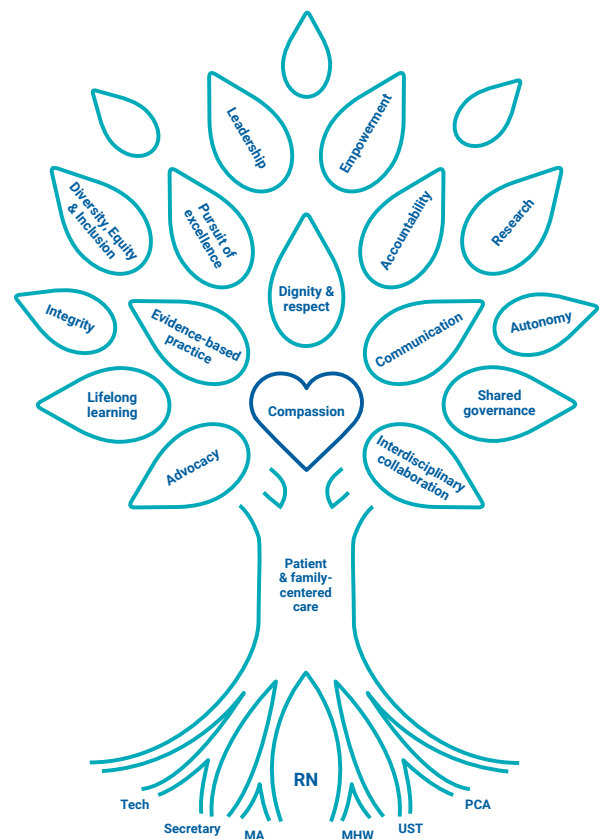 Leadership
Empowerment
Diversity, Equity
& Inclusion
Pursuit of
excellence
Accountability
Research
Dignity &
respect
Integrity
Evidence-based
practice
Communication
Autonomy
Lifelong
learning
Compassion
Shared
governance
Advocacy
Interdisciplinary
collaboration
Patient
& family-
centered
care
RN
Tech
Secretary
MA
MHW
UST
PCA